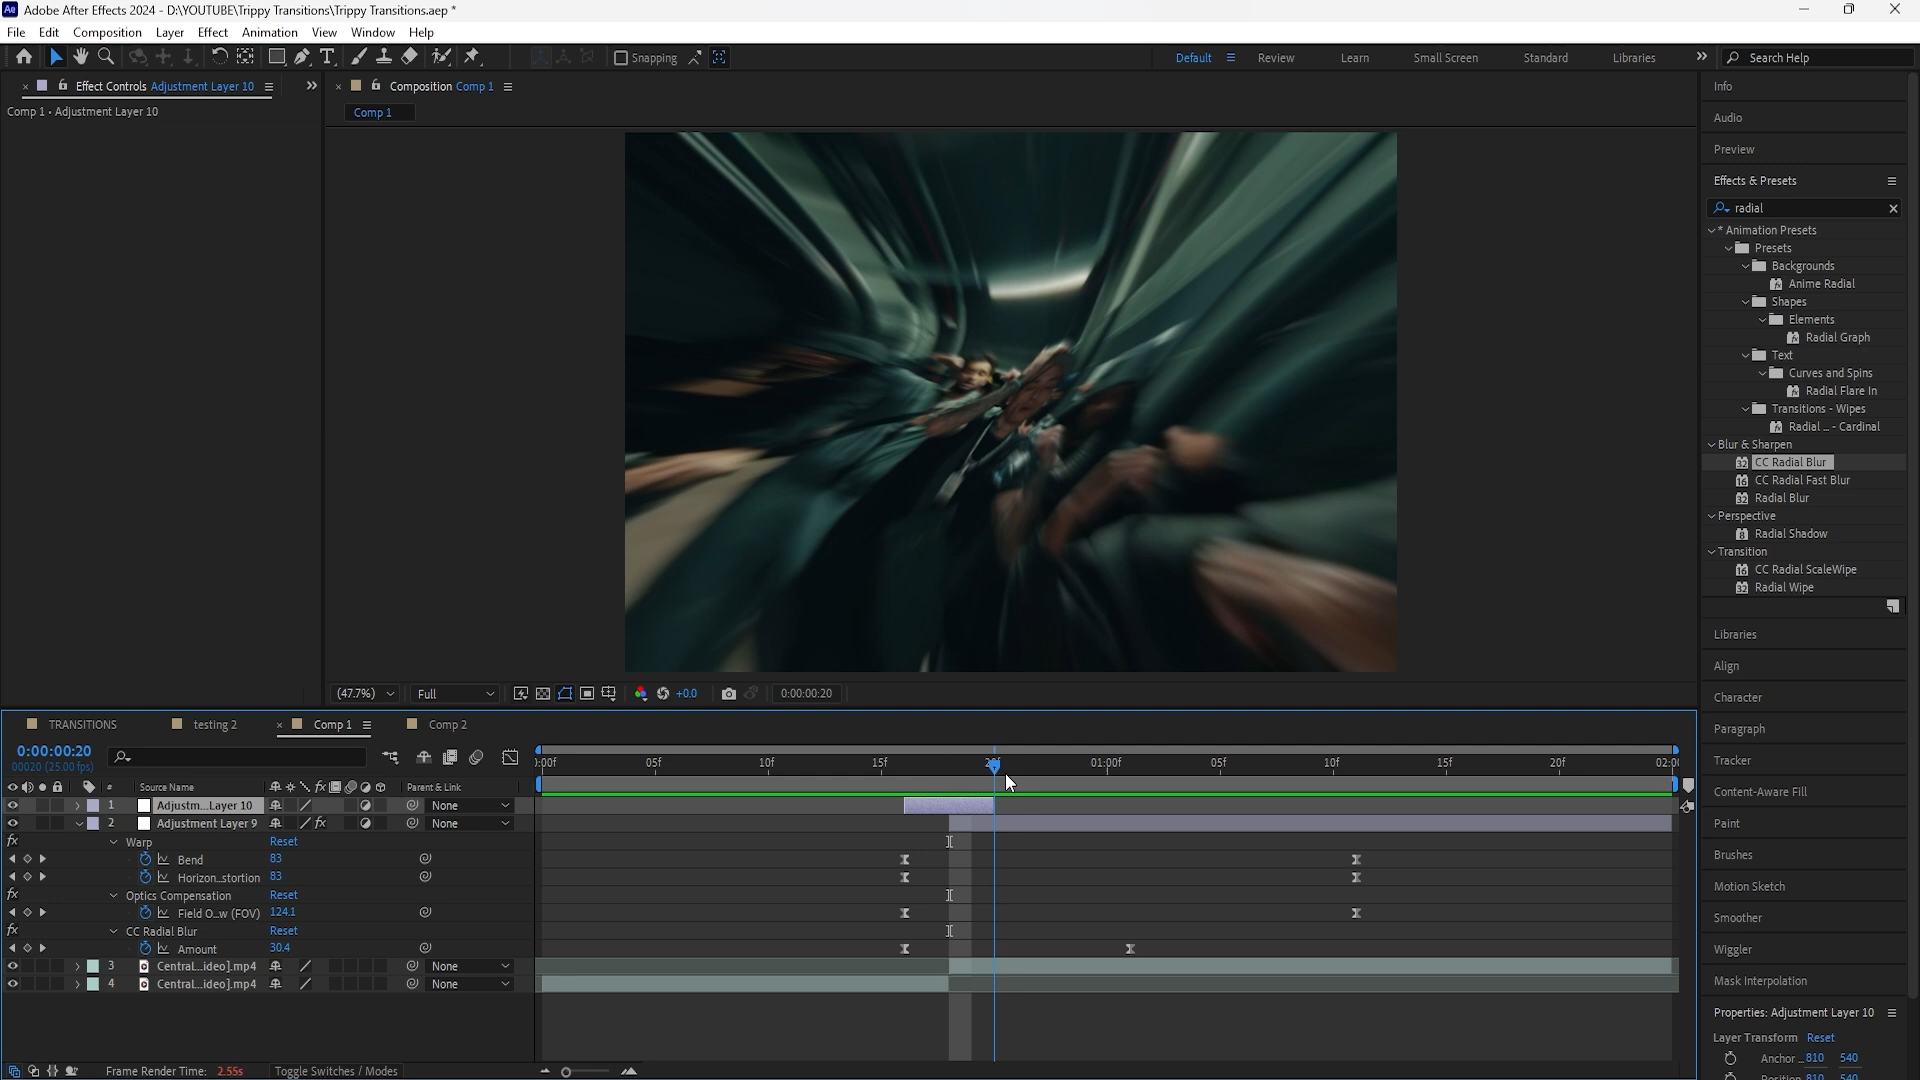 Adobe After Effects 2024 - D:\YOUTUBE\Trippy Transitions\Trippy Transitions.aep *
File Edit Composition Layer Effect Animation View Window Help
Snapping
Default Review Learn Small Screen Standard Libraries Search Help
Effect Controls Adjustment Layer 10
Comp 1 • Adjustment Layer 10
Composition Comp 1
Comp 1
Info
Audio
Preview
Effects & Presets
radial
* Animation Presets
Presets
Backgrounds
Anime Radial
Shapes
Elements
Radial Graph
Text
Curves and Spins
Radial Flare In
Transitions - Wipes
Radial ... - Cardinal
Blur & Sharpen
CC Radial Blur
CC Radial Fast Blur
Radial Blur
Perspective
Radial Shadow
Transition
CC Radial ScaleWipe
Radial Wipe
Libraries
Align
Character
Paragraph
Tracker
Content-Aware Fill
Paint
Brushes
Motion Sketch
Smoother
Wiggler
Mask Interpolation
Properties: Adjustment Layer 10
Layer Transform Reset
Anchor ... 810 540
Position 810 540
(47.7%) Full +0.0 0:00:00:20
TRANSITIONS testing 2 Comp 1 Comp 2
0:00:00:20
00020 (25.00 fps)
# Source Name Parent & Link
:00f 05f 10f 15f 20f 01:00f 05f 10f 15f 20f 02:00
1 Adjustm...Layer 10 None
2 Adjustment Layer 9 None
Warp Reset
Bend 83
Horizon...stortion 83
Optics Compensation Reset
Field O...w (FOV) 124.1
CC Radial Blur Reset
Amount 30.4
3 Central...ideo].mp4 None
4 Central...ideo].mp4 None
Frame Render Time: 2.55s Toggle Switches / Modes